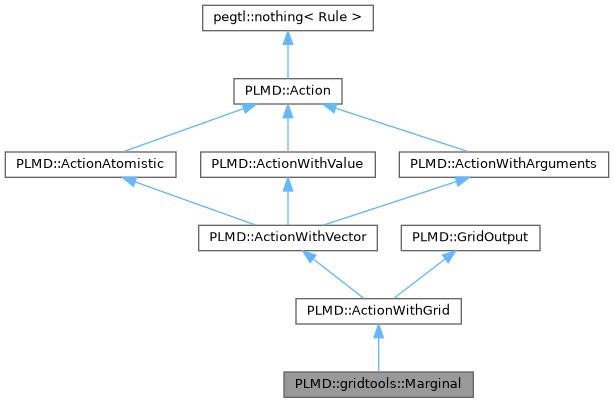 pegtl::nothing< Rule >
PLMD::Action
PLMD::ActionAtomistic
PLMD::ActionWithValue
PLMD::ActionWithArguments
PLMD::ActionWithVector
PLMD::GridOutput
PLMD::ActionWithGrid
PLMD::gridtools::Marginal